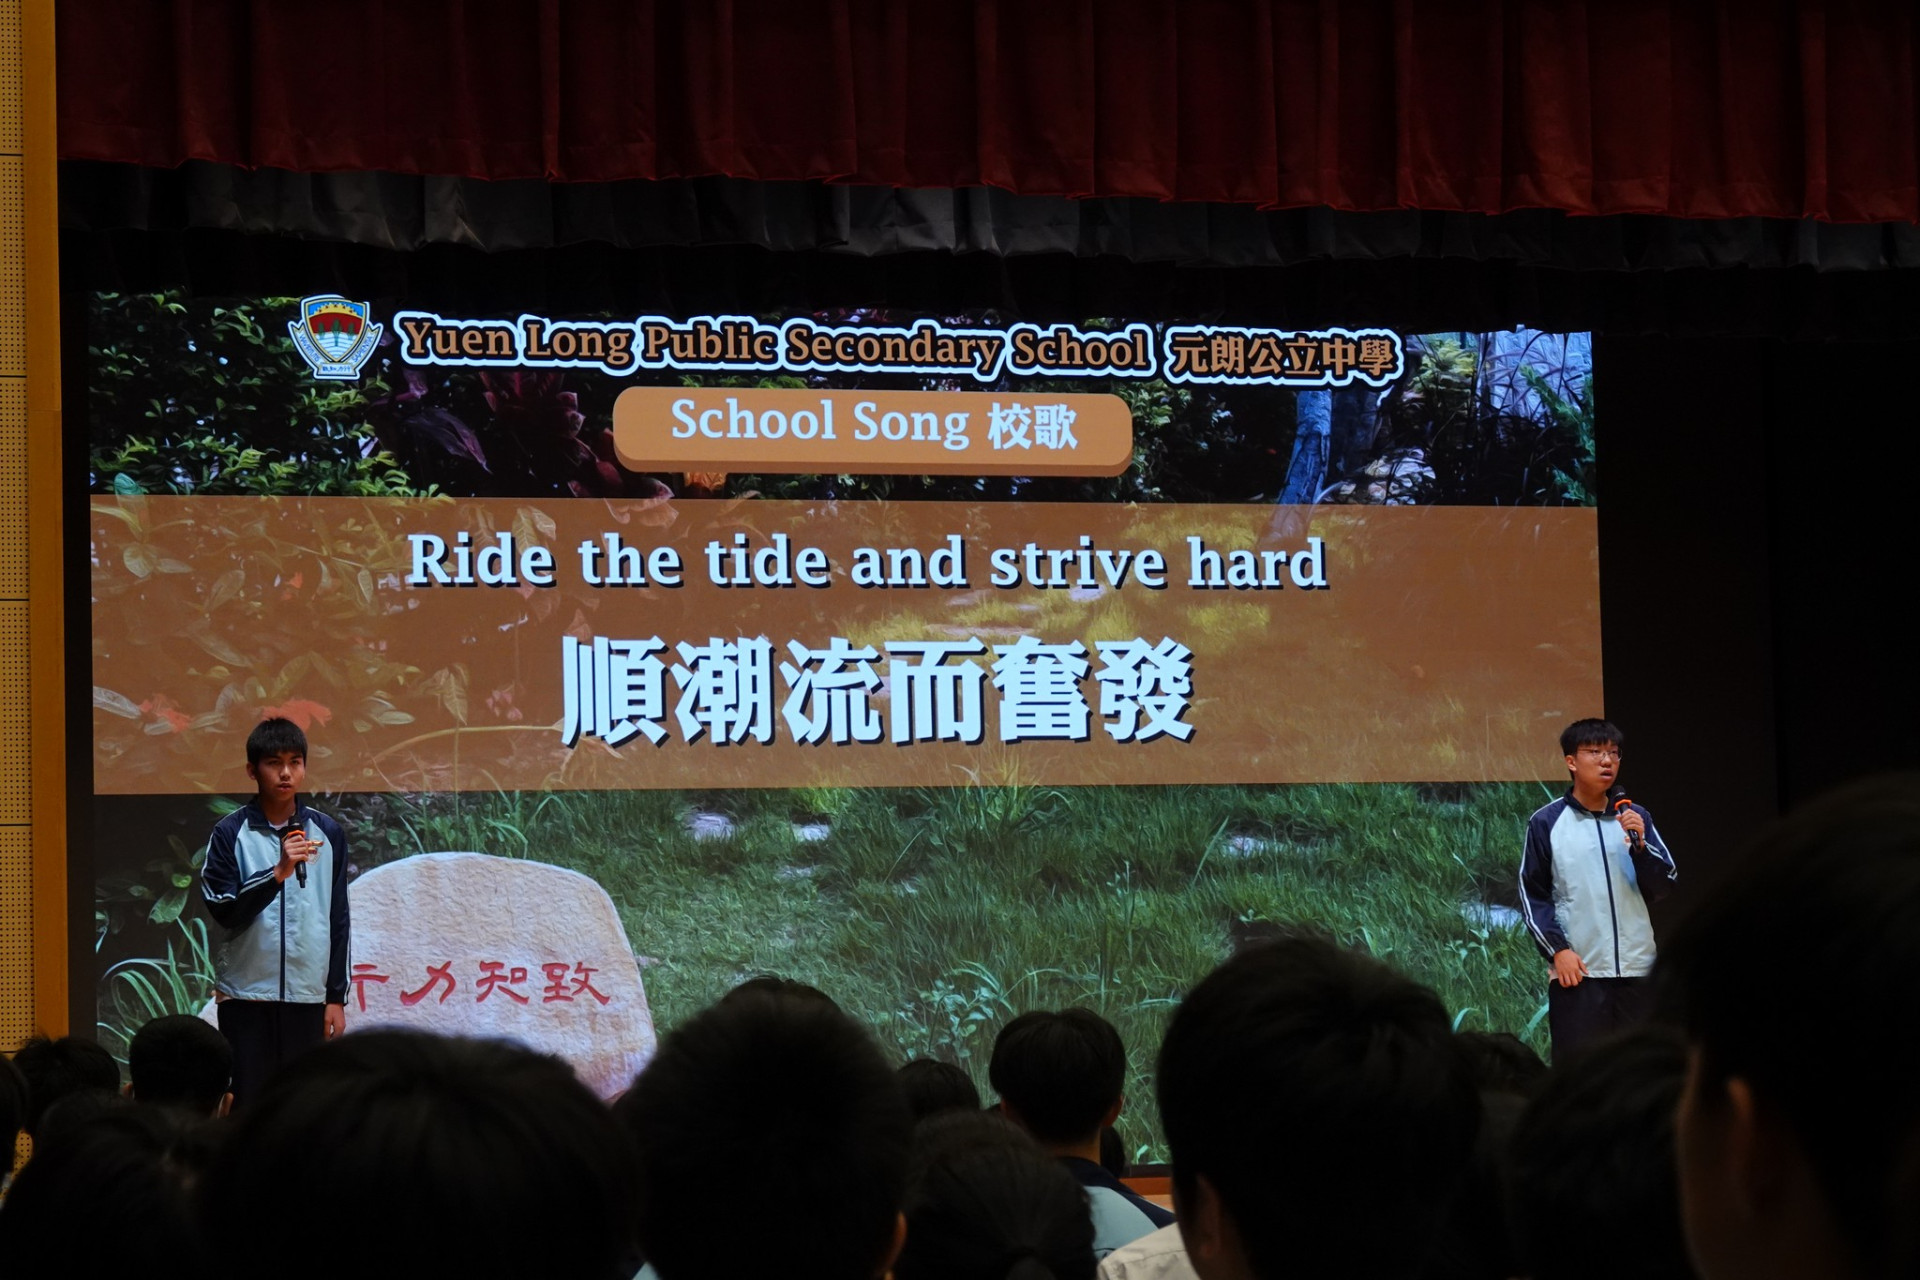 Yuen Long Public Secondary School 元朗公立中學
School Song 校歌
Ride the tide and strive hard
順潮流而奮發
行力知致